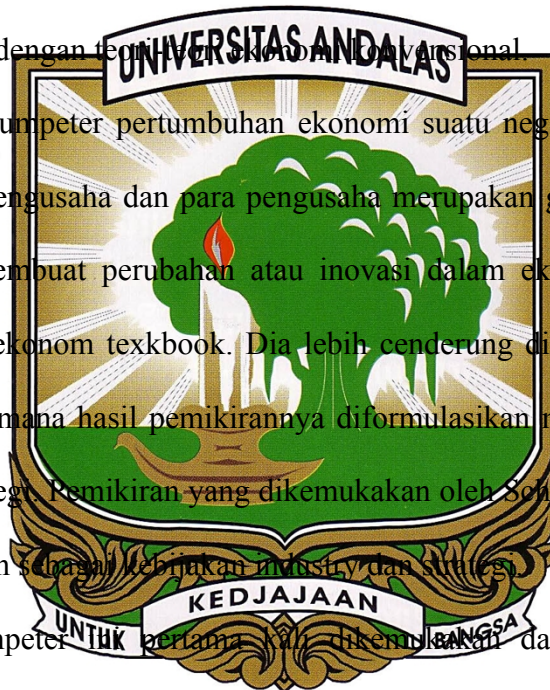 dengan teori-teori ekonomi konvensional.
UNIVERSITAS ANDALAS
umpeter pertumbuhan ekonomi suatu neg
engusaha dan para pengusaha merupakan g
embuat perubahan atau inovasi dalam ek
ekonom texkbook. Dia lebih cenderung di
mana hasil pemikirannya diformulasikan
egi. Pemikiran yang dikemukakan oleh Sch
n sebagai kebijakan industry dan strategi.
KEDJAJAAN
UNTUK BANGSA
mpeter ini pertama kali dikemukakan da